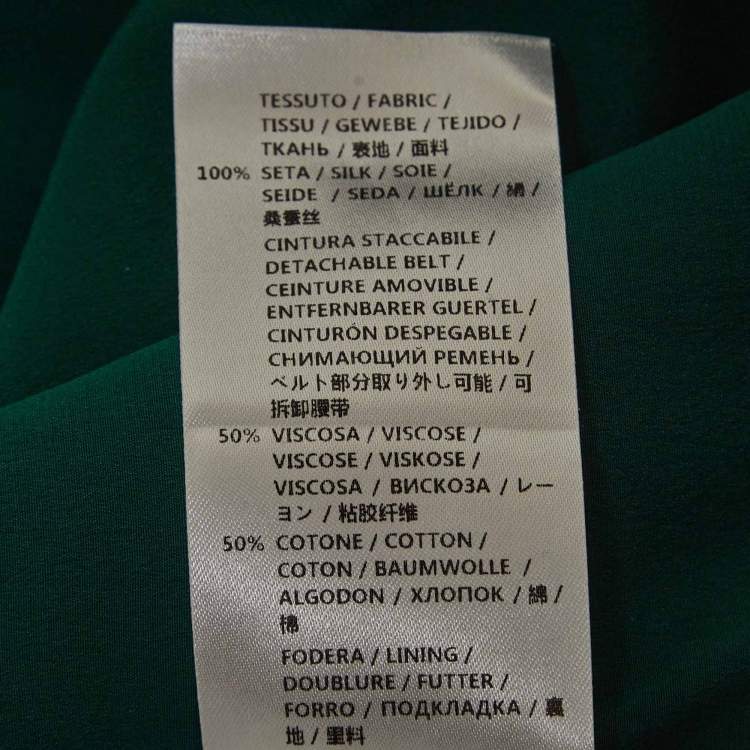 TESSUTO / FABRIC /
TISSU / GEWEBE / TEJIDO /
ТКАНЬ / 裏地 / 面料
100% SETA / SILK / SOIE /
SEIDE / SEDA / ШЁЛК / 絹 /
桑蚕丝
CINTURA STACCABILE /
DETACHABLE BELT /
CEINTURE AMOVIBLE /
ENTFERNBARER GUERTEL /
CINTURÓN DESPEGABLE /
СНИМАЮЩИЙ РЕМЕНЬ /
ベルト部分取り外し可能 / 可
拆卸腰带
50% VISCOSA / VISCOSE /
VISCOSE / VISKOSE /
VISCOSA / ВИСКОЗА / レー
ヨン / 粘胶纤维
50% COTONE / COTTON /
COTON / BAUMWOLLE /
ALGODON / ХЛОПОК / 綿 /
棉
FODERA / LINING /
DOUBLURE / FUTTER /
FORRO / ПОДКЛАДКА / 裏
地 / 里料